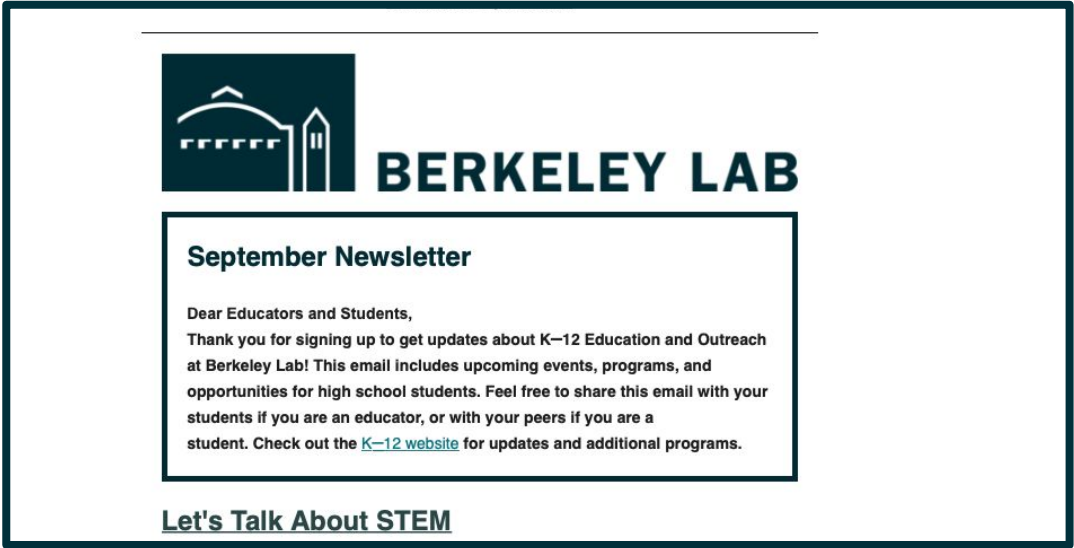 BERKELEY LAB
September Newsletter
Dear Educators and Students,
Thank you for signing up to get updates about K–12 Education and Outreach
at Berkeley Lab! This email includes upcoming events, programs, and
opportunities for high school students. Feel free to share this email with your
students if you are an educator, or with your peers if you are a
student. Check out the K–12 website for updates and additional programs.
Let's Talk About STEM